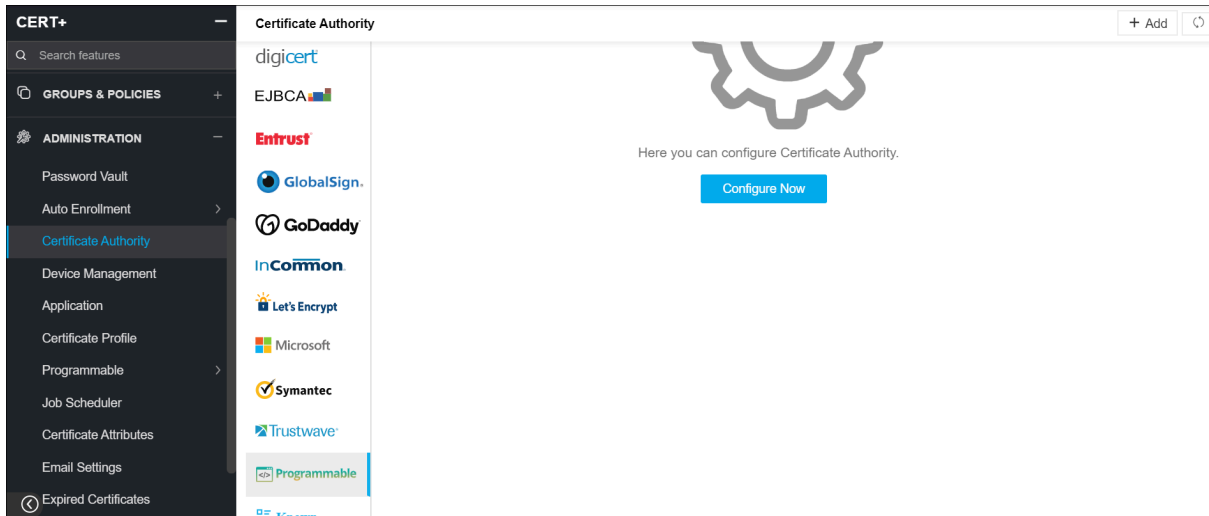 CERT+
Search features
GROUPS & POLICIES
ADMINISTRATION
Password Vault
Auto Enrollment
Certificate Authority
Device Management
Application
Certificate Profile
Programmable
Job Scheduler
Certificate Attributes
Email Settings
Expired Certificates
Certificate Authority
+ Add
digicert
EJBCA
Entrust
GlobalSign.
GoDaddy
InCommon.
Let's Encrypt
Microsoft
Symantec
Trustwave
</> Programmable
Here you can configure Certificate Authority.
Configure Now